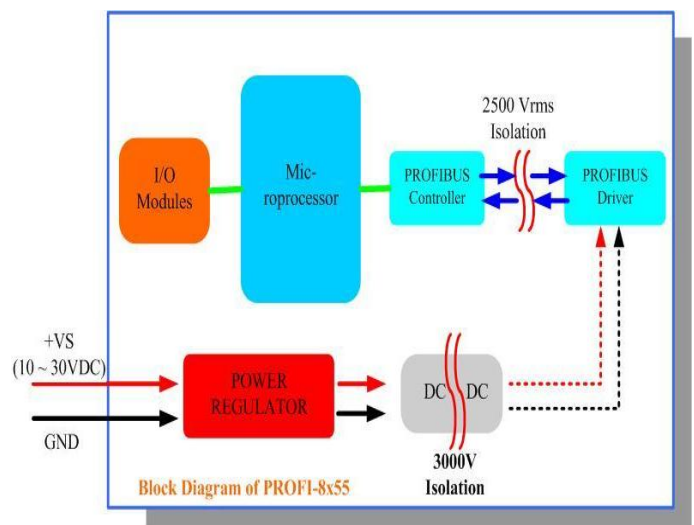 2500 Vrms
Isolation
I/O
Modules
Mic-
roprocessor
PROFIBUS
Controller
PROFIBUS
Driver
+VS
(10 ~ 30VDC)
GND
POWER
REGULATOR
DC DC
3000V
Isolation
Block Diagram of PROFI-8x55